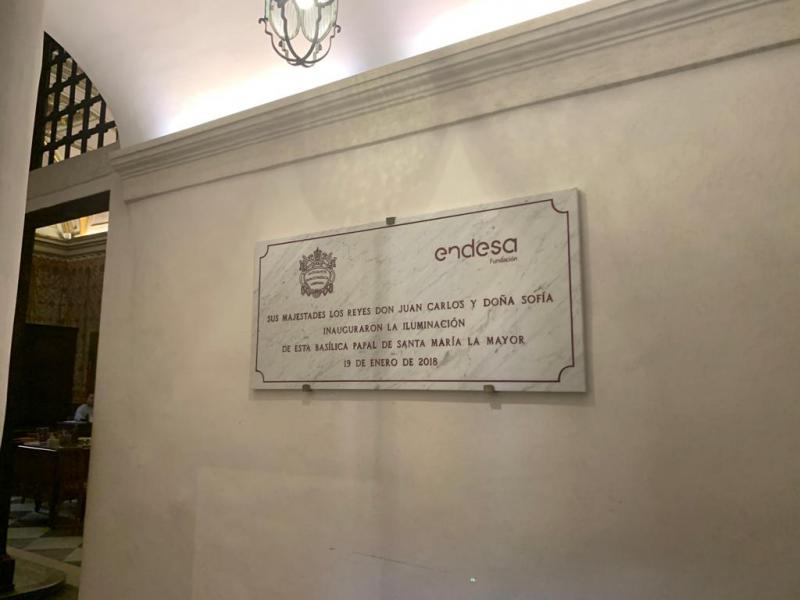 endesa
Fundación
SUS MAJESTADES LOS REYES DON JUAN CARLOS Y DOÑA SOFÍA
INAUGURARON LA ILUMINACIÓN
DE ESTA BASÍLICA PAPAL DE SANTA MARÍA LA MAYOR
19 DE ENERO DE 2018